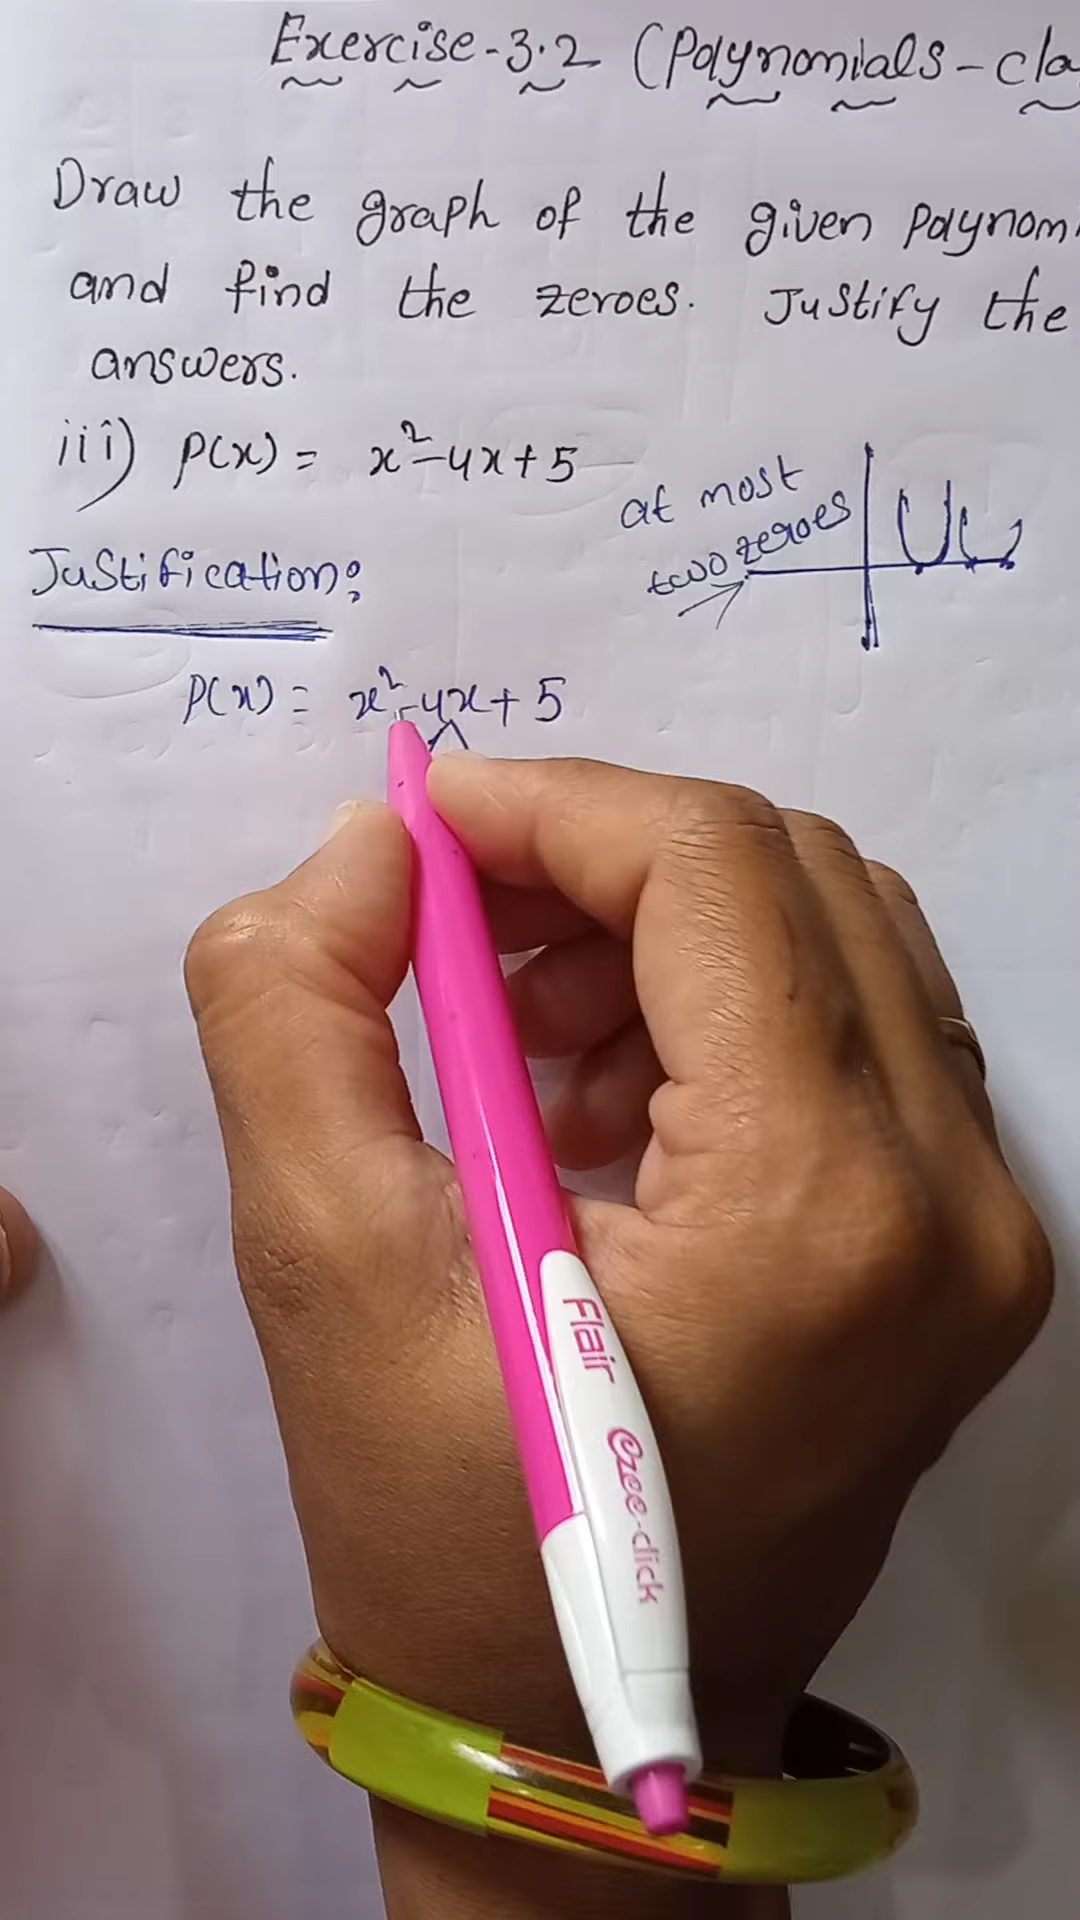 Exercise-3.2 (Polynomials-cla
Draw the graph of the given Polynomi
and find the zeroes. Justify the
answers.
iii) P(x) = x²-4x+5
at most
two zeroes
Justification:
P(x) = x²-4x+5
Flair Ezee-click